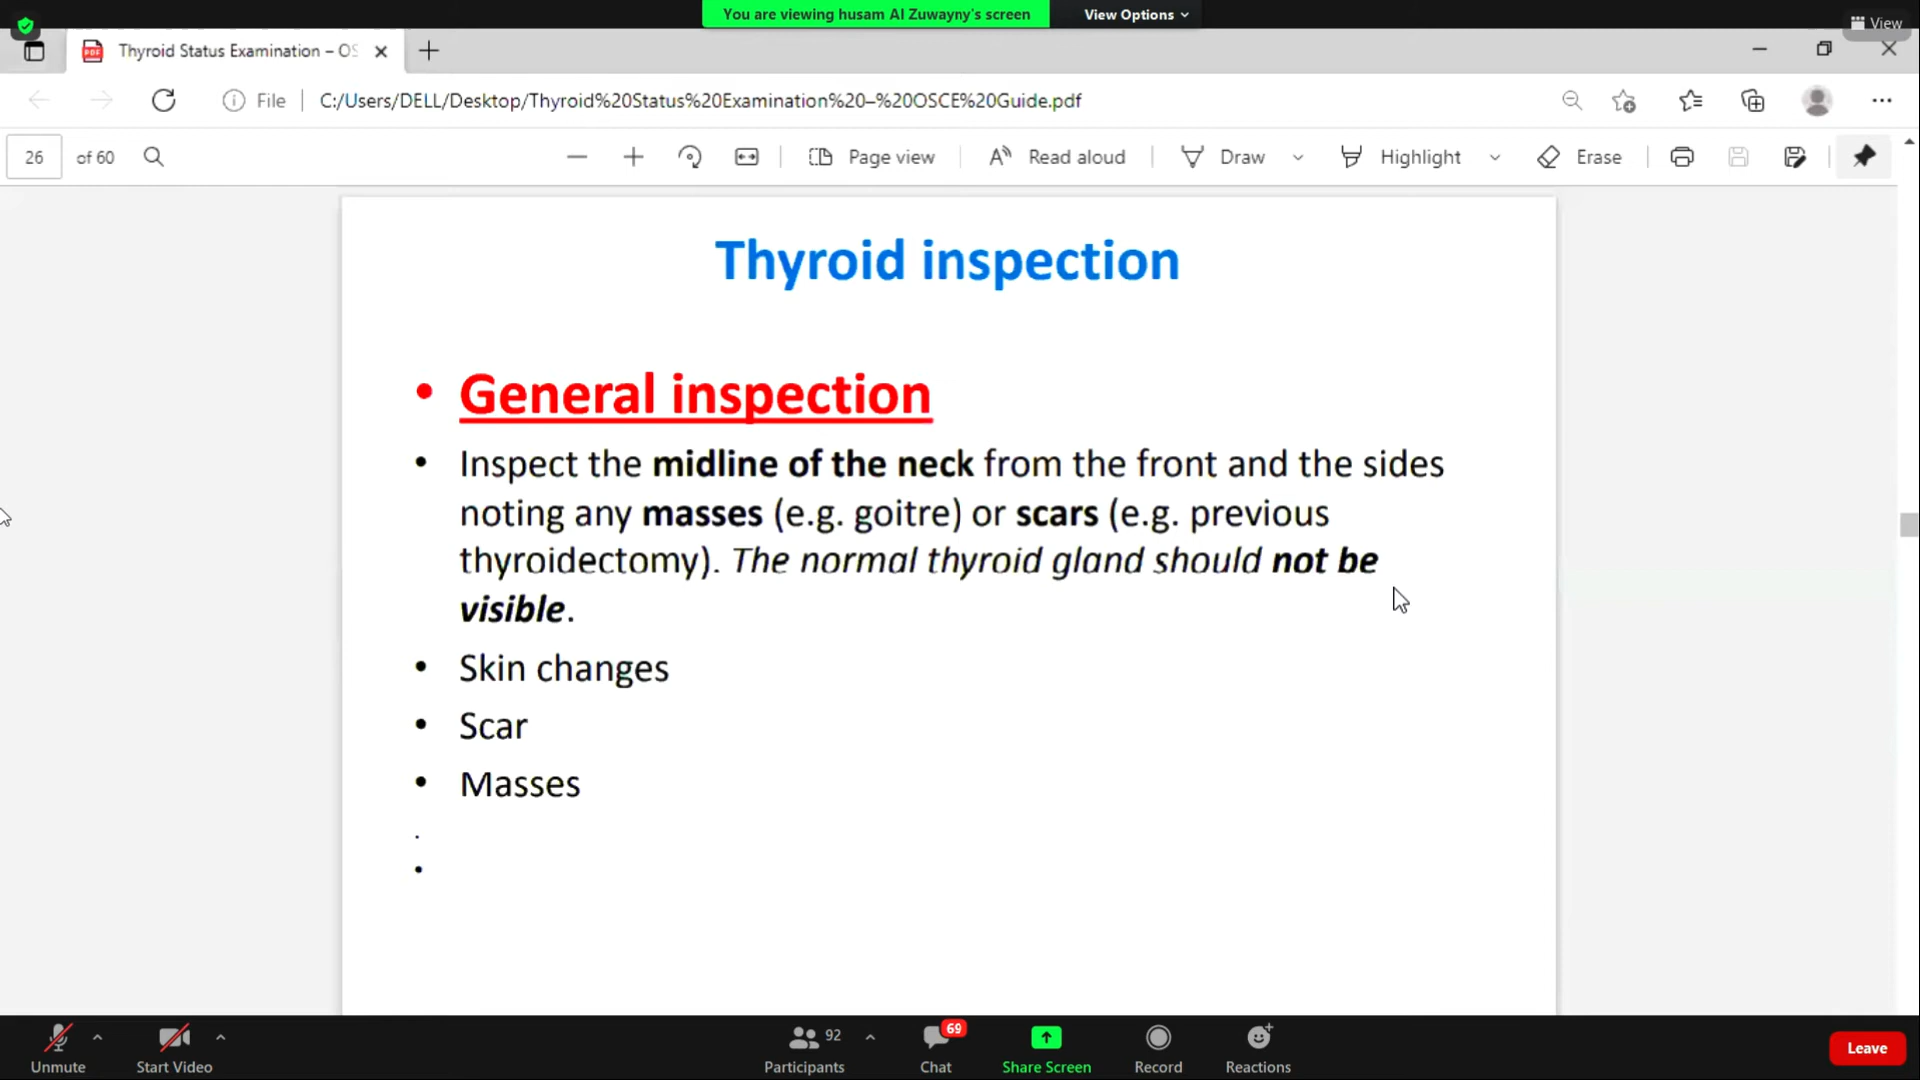 You are viewing husam Al Zuwayny's screen
View Options
View
PDF
Thyroid Status Examination – OS
File
C:/Users/DELL/Desktop/Thyroid%20Status%20Examination%20–%20OSCE%20Guide.pdf
26
of 60
Page view
A Read aloud
Draw
Highlight
Erase
Thyroid inspection
• General inspection
• Inspect the midline of the neck from the front and the sides
noting any masses (e.g. goitre) or scars (e.g. previous
thyroidectomy). The normal thyroid gland should not be
visible.
• Skin changes
• Scar
• Masses
.
•
92
69
Unmute
Start Video
Participants
Chat
Share Screen
Record
Reactions
Leave